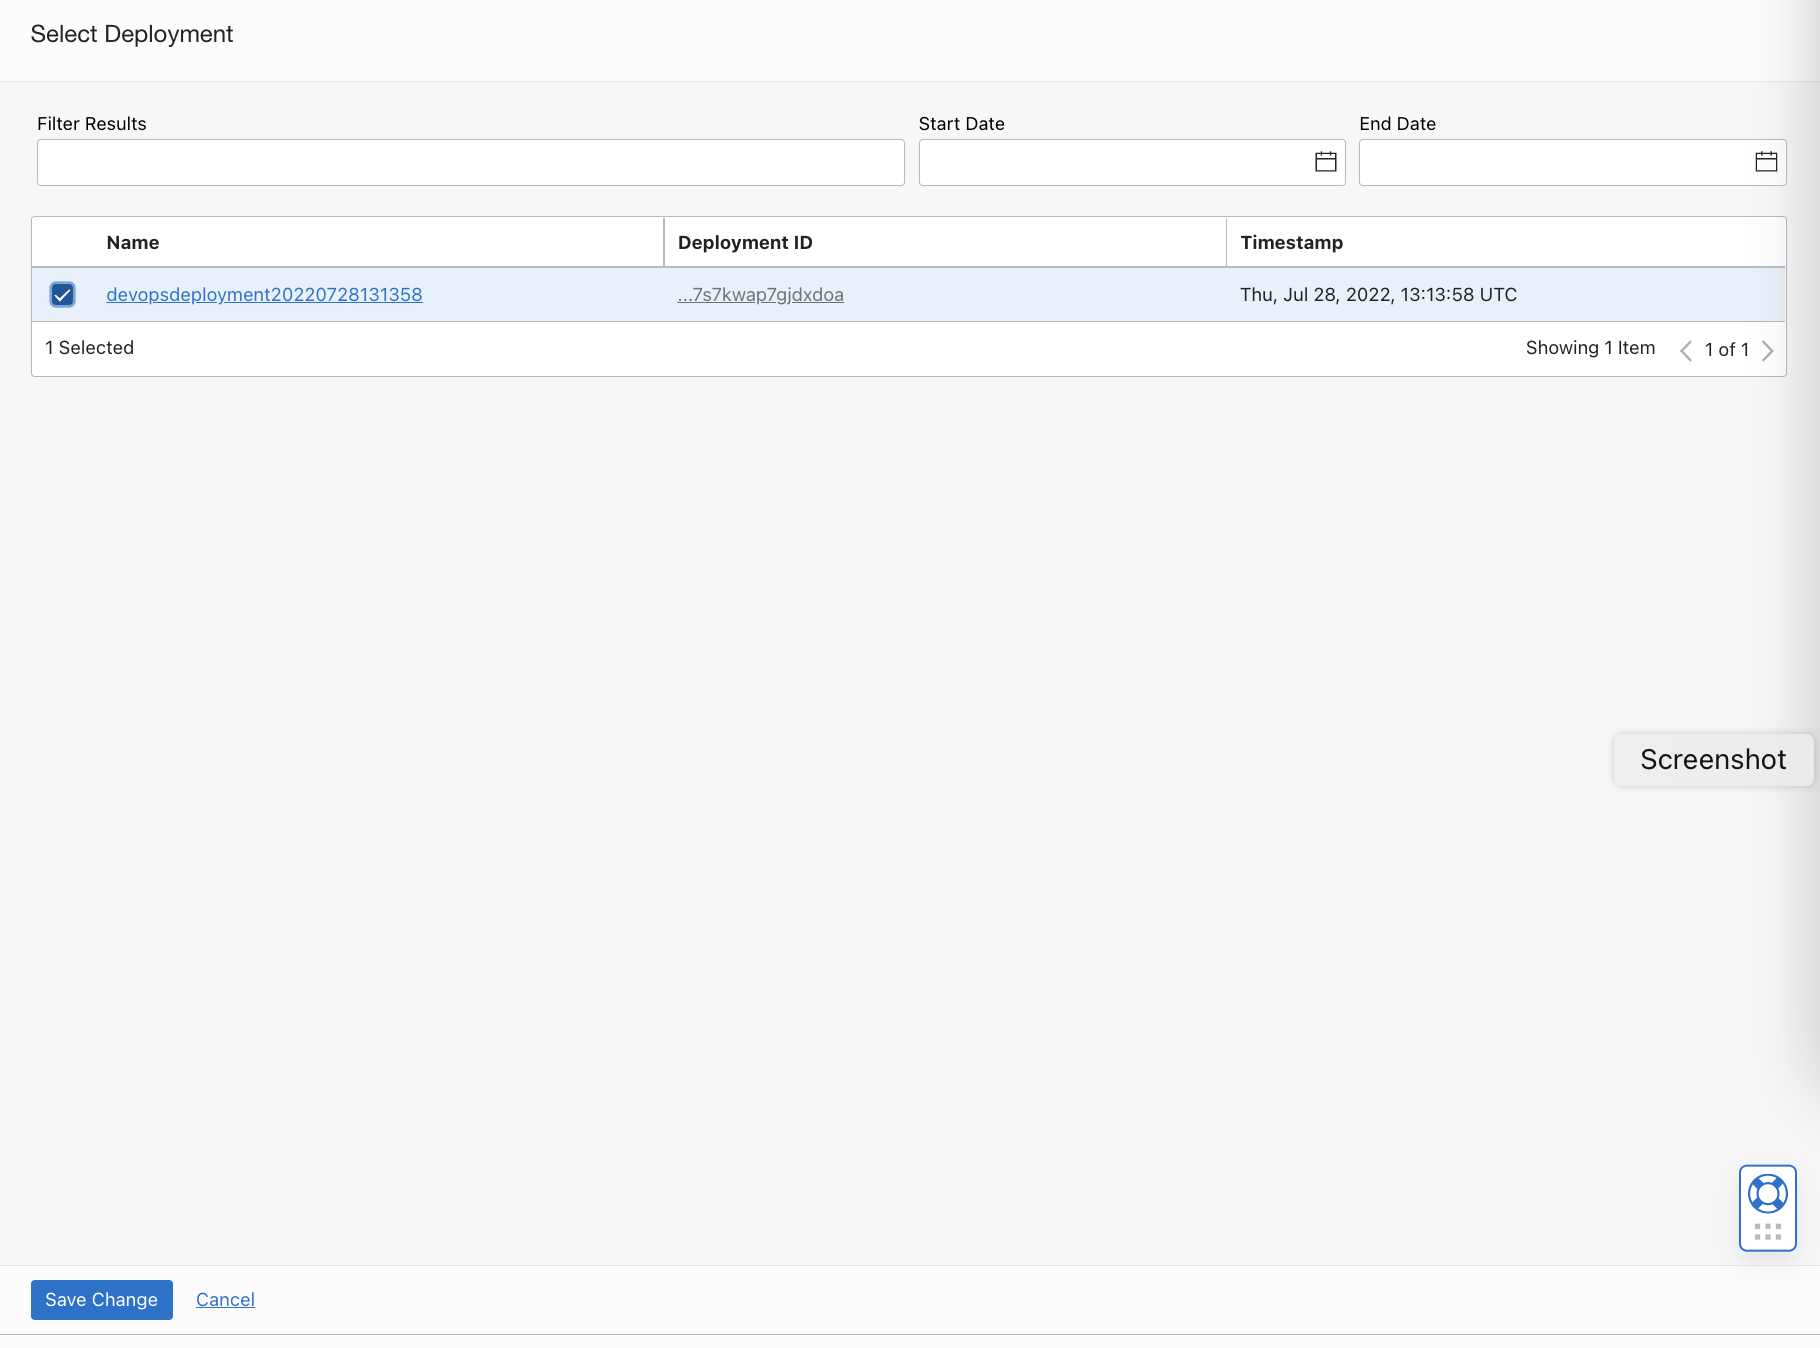 Select Deployment
Filter Results Start Date End Date
Name Deployment ID Timestamp
devopsdeployment20220728131358 ...7s7kwap7gjdxdoa Thu, Jul 28, 2022, 13:13:58 UTC
1 Selected Showing 1 Item 1 of 1
Screenshot
Save Change Cancel